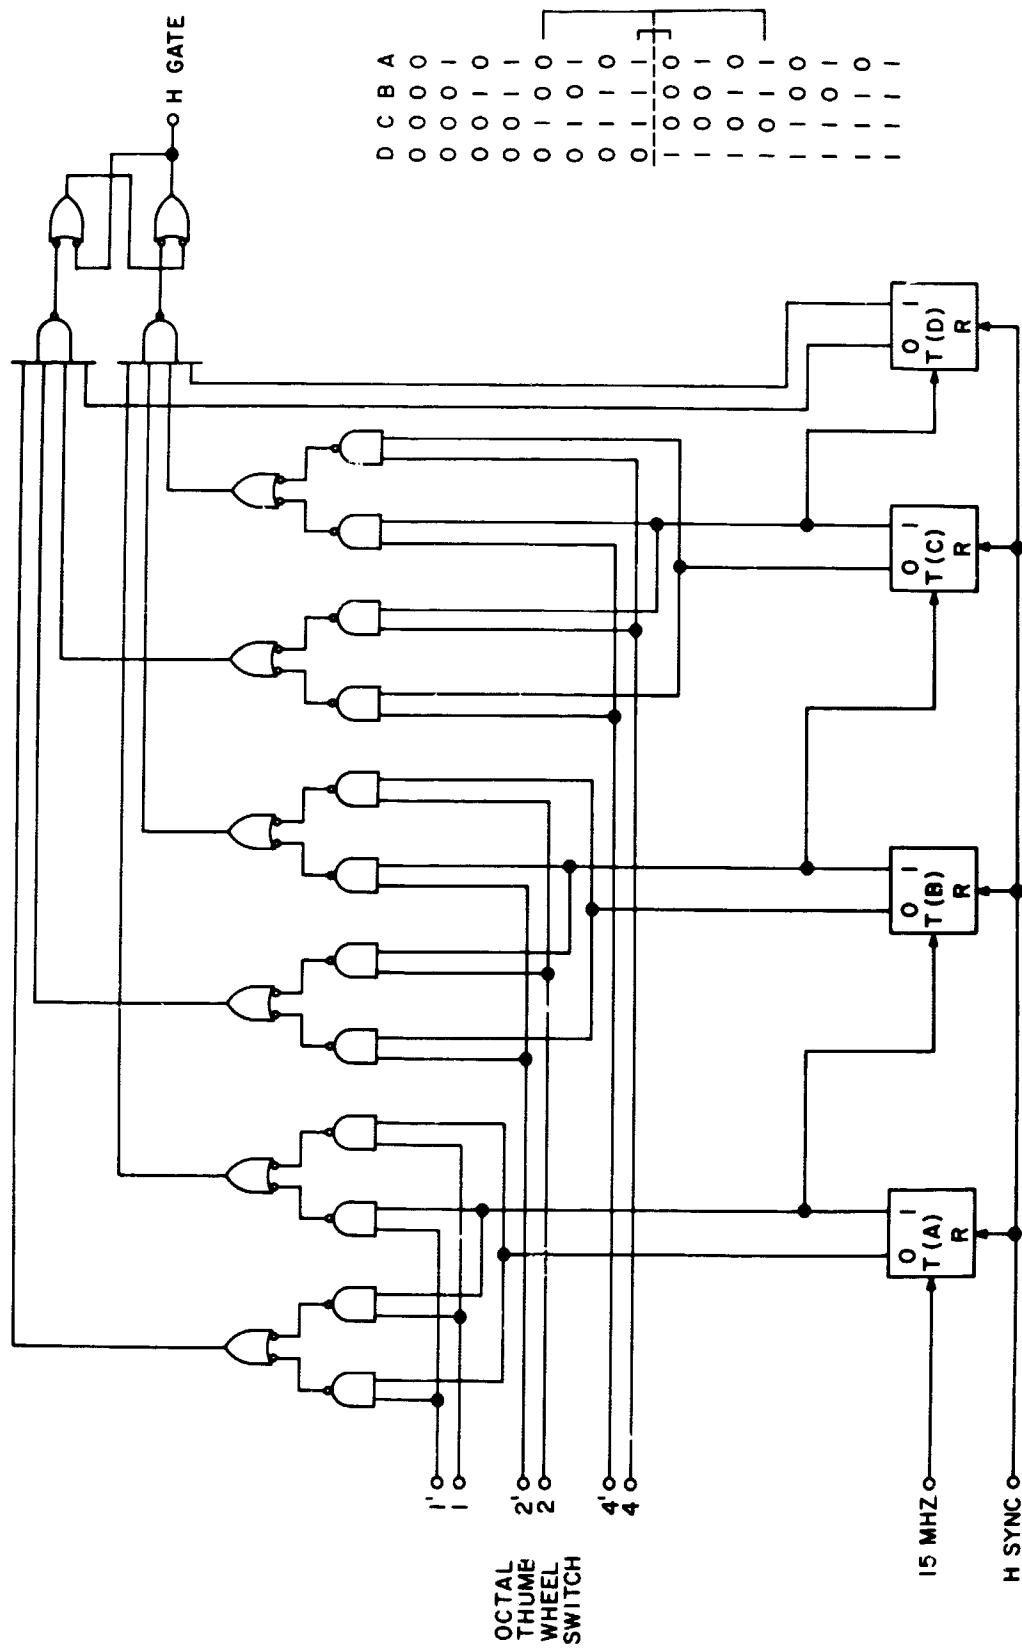 H GATE
D C B A
0 0 0 0
0 0 0 1
0 0 1 0
0 0 1 1
0 1 0 0
0 1 0 1
0 1 1 0
0 1 1 1
1 0 0 0
1 0 0 1
1 0 1 0
1 0 1 1
1 1 0 0
1 1 0 1
1 1 1 0
1 1 1 1
OCTAL
THUMB
WHEEL
SWITCH
1'
1
2'
2
4'
4
0 1
T (A)
R
0 1
T (B)
R
0 1
T (C)
R
0 1
T (D)
R
15 MHZ
H SYNC